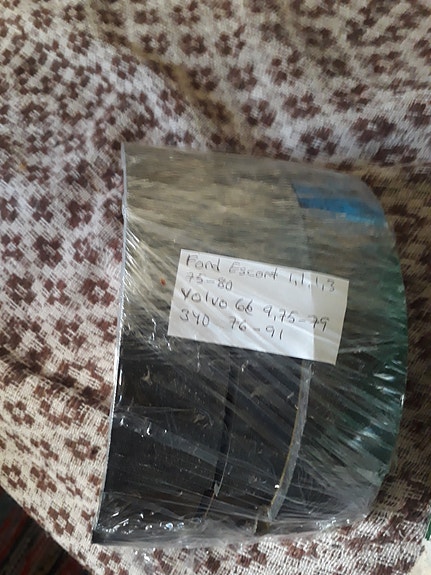 Ford Escort 1,1, 1,3
75-80
Volvo 66 9,75-79
340 76-91